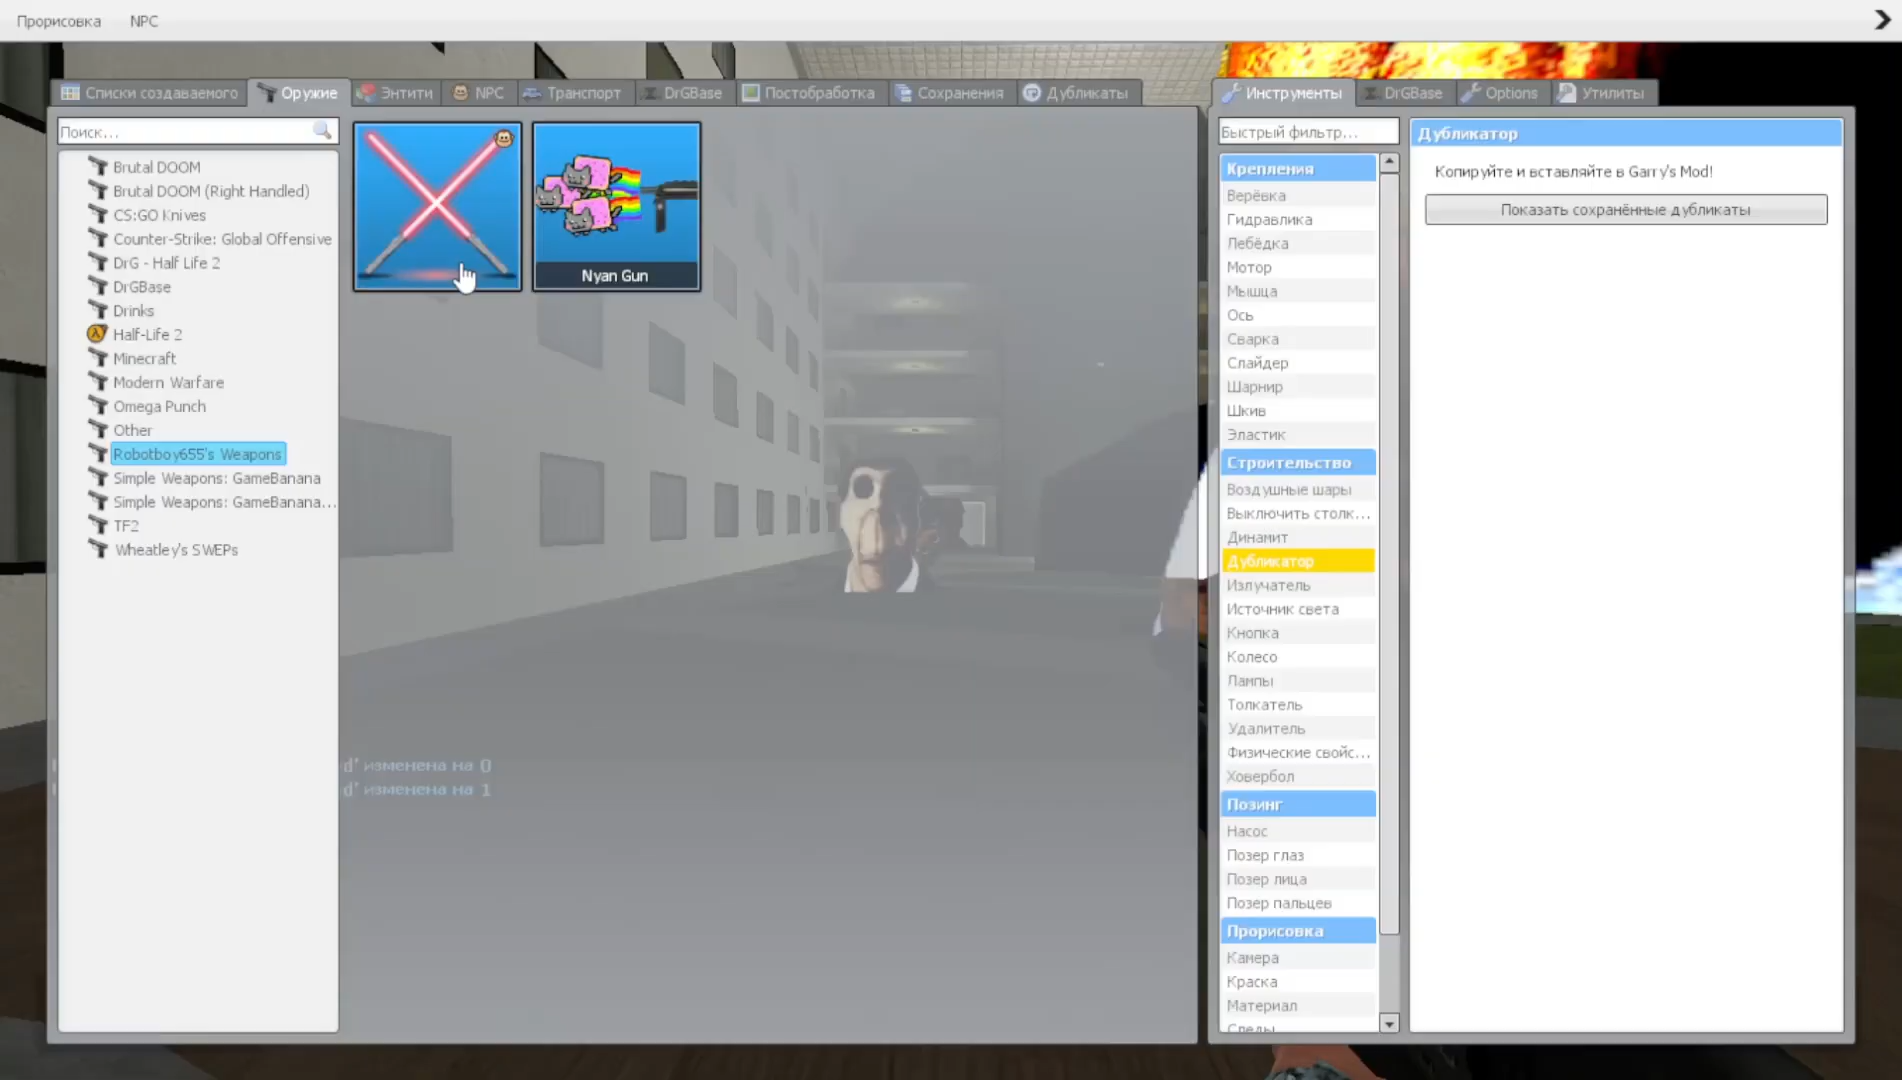 Прорисовка NPC
Списки создаваемого Оружие Энтити NPC Транспорт DrGBase Постобработка Сохранения Дубликаты
Поиск...
Brutal DOOM
Brutal DOOM (Right Handled)
CS:GO Knives
Counter-Strike: Global Offensive
DrG - Half Life 2
DrGBase
Drinks
Half-Life 2
Minecraft
Modern Warfare
Omega Punch
Other
Robotboy655's Weapons
Simple Weapons: GameBanana
Simple Weapons: GameBanana...
TF2
Wheatley's SWEPs
Nyan Gun
d' изменена на 0
d' изменена на 1
Инструменты DrGBase Options Утилиты
Быстрый фильтр...
Крепления
Верёвка
Гидравлика
Лебёдка
Мотор
Мышца
Ось
Сварка
Слайдер
Шарнир
Шкив
Эластик
Строительство
Воздушные шары
Выключить столк...
Динамит
Дубликатор
Излучатель
Источник света
Кнопка
Колесо
Лампы
Толкатель
Удалитель
Физические свойс...
Ховербол
Позинг
Насос
Позер глаз
Позер лица
Позер пальцев
Прорисовка
Камера
Краска
Материал
Следы
Дубликатор
Копируйте и вставляйте в Garry's Mod!
Показать сохранённые дубликаты